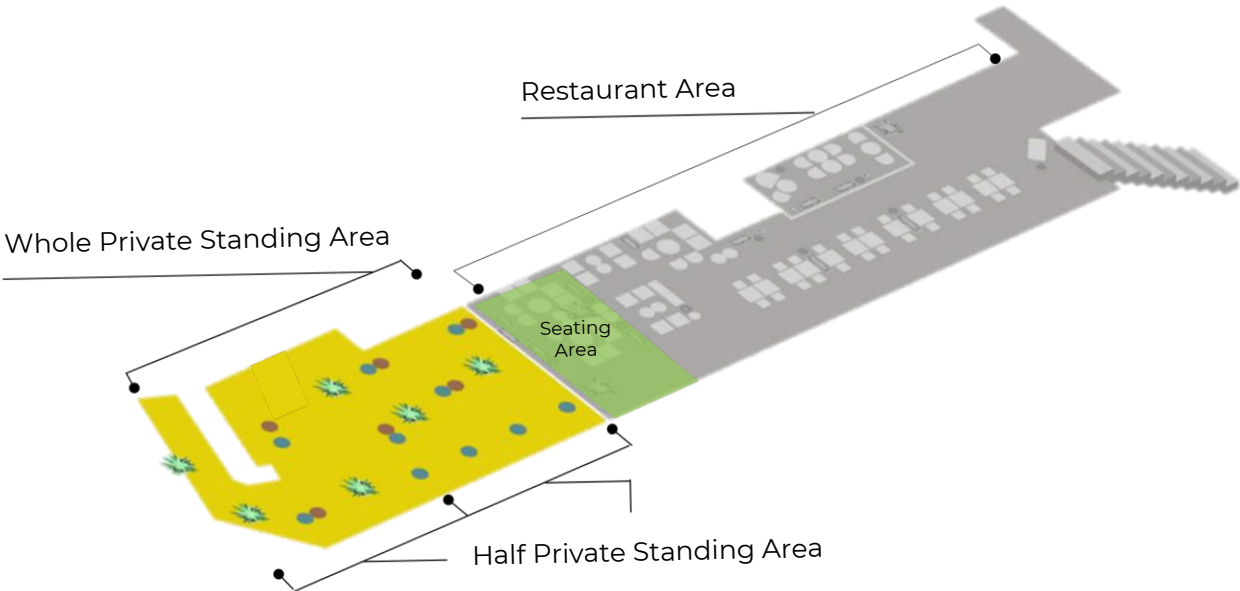 Restaurant Area
Whole Private Standing Area
Seating
Area
Half Private Standing Area